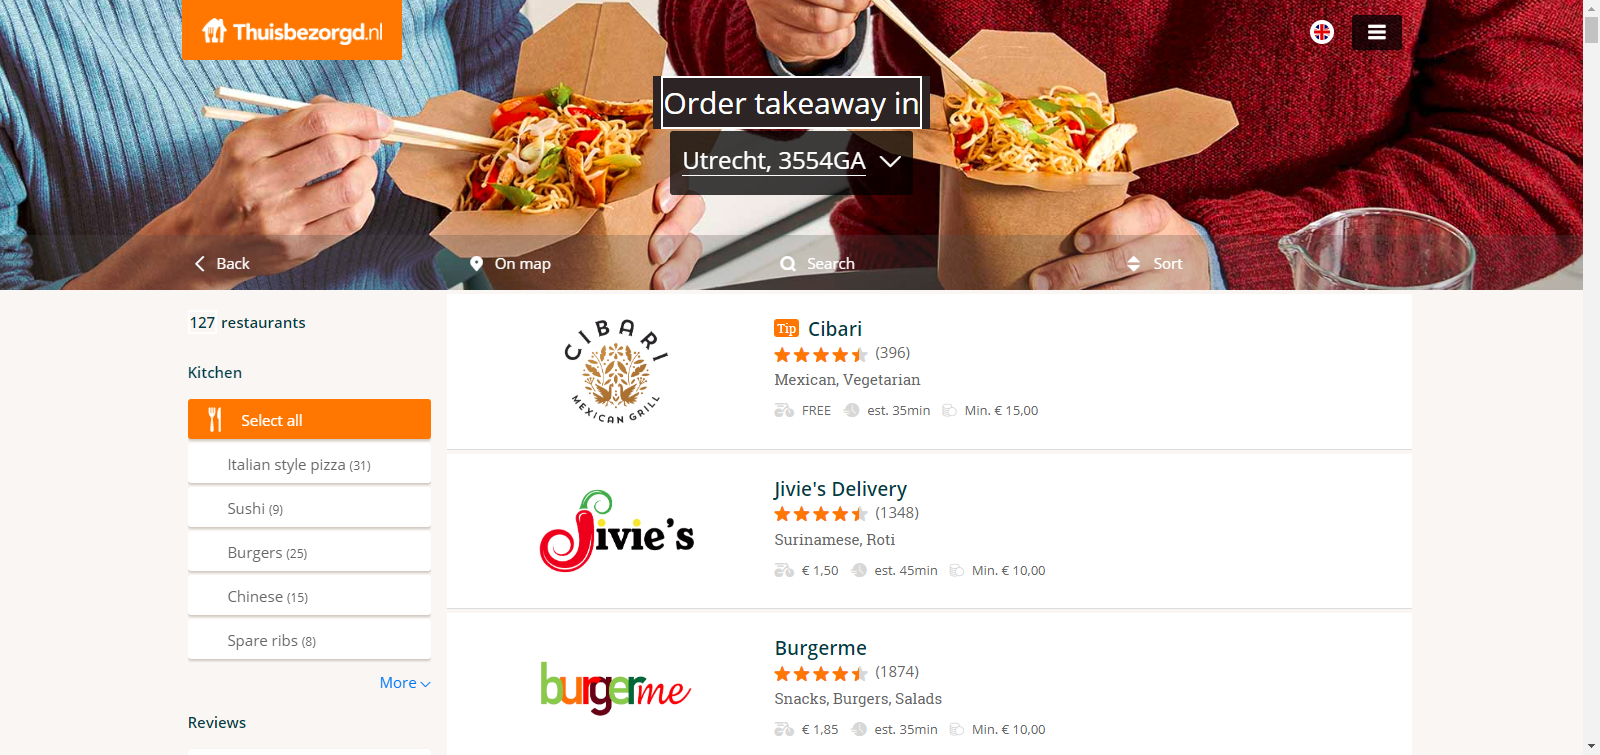 Thuisbezorgd.nl
Order takeaway in
Utrecht, 3554GA
Back
On map
Search
Sort
127 restaurants
Kitchen
Select all
Italian style pizza (31)
Sushi (9)
Burgers (25)
Chinese (15)
Spare ribs (8)
More
Reviews
CIBARI
MEXICAN GRILL
Tip Cibari
(396)
Mexican, Vegetarian
FREE est. 35min Min. € 15,00
Jivie's
Jivie's Delivery
(1348)
Surinamese, Roti
€ 1,50 est. 45min Min. € 10,00
burgerme
Burgerme
(1874)
Snacks, Burgers, Salads
€ 1,85 est. 35min Min. € 10,00